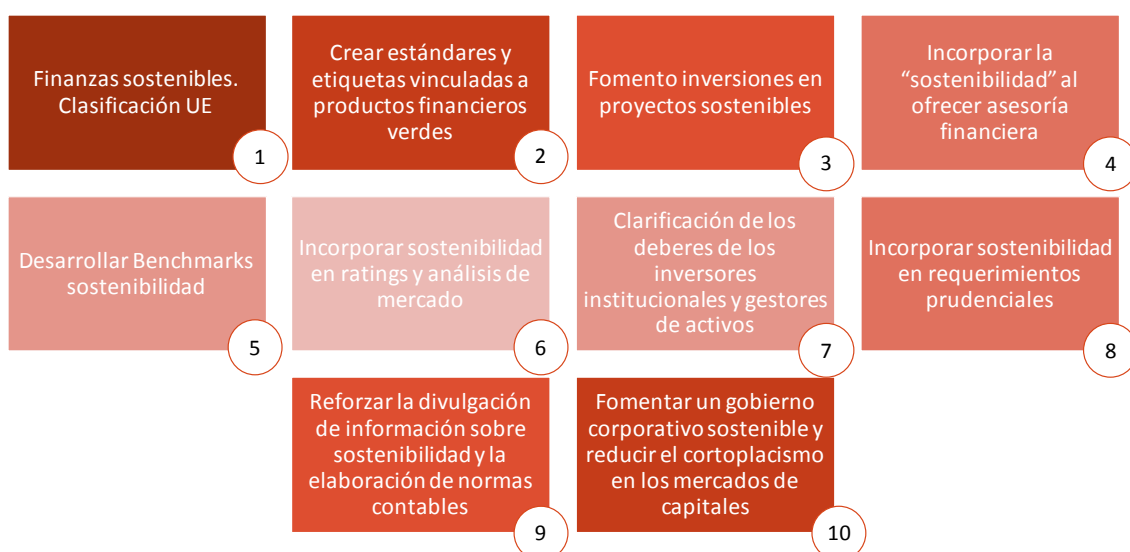 Finanzas sostenibles.
Clasificación UE
1
Crear estándares y
etiquetas vinculadas a
productos financieros
verdes
2
Fomento inversiones en
proyectos sostenibles
3
Incorporar la
“sostenibilidad” al
ofrecer asesoría
financiera
4
Desarrollar Benchmarks
sostenibilidad
5
Incorporar sostenibilidad
en ratings y análisis de
mercado
6
Clarificación de los
deberes de los
inversores
institucionales y gestores
de activos
7
Incorporar sostenibilidad
en requerimientos
prudenciales
8
Reforzar la divulgación
de información sobre
sostenibilidad y la
elaboración de normas
contables
9
Fomentar un gobierno
corporativo sostenible y
reducir el cortoplacismo
en los mercados de
capitales
10